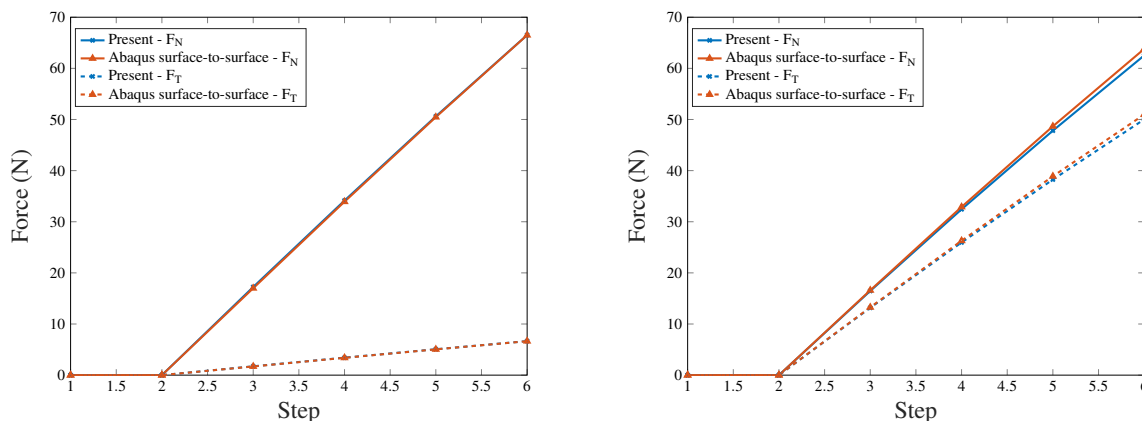 70
60
50
40
30
20
10
0
Force (N)
Present - F_N
Abaqus surface-to-surface - F_N
Present - F_T
Abaqus surface-to-surface - F_T
1 1.5 2 2.5 3 3.5 4 4.5 5 5.5 6
Step
70
60
50
40
30
20
10
0
Force (N)
Present - F_N
Abaqus surface-to-surface - F_N
Present - F_T
Abaqus surface-to-surface - F_T
1 1.5 2 2.5 3 3.5 4 4.5 5 5.5 6
Step